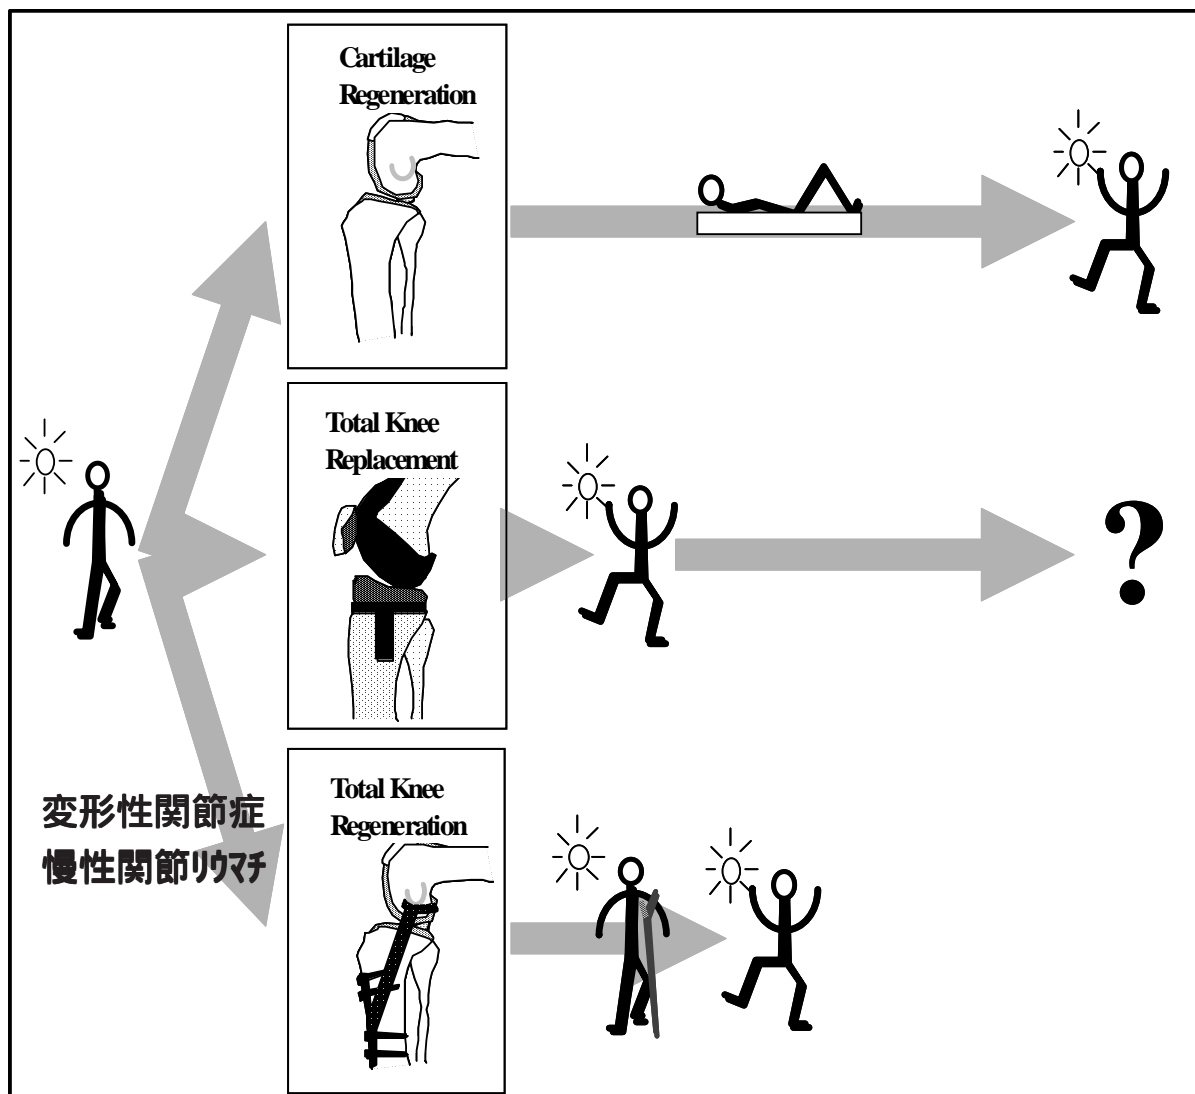 Cartilage
Regeneration
Total Knee
Replacement
?
Total Knee
Regeneration
変形性関節症
慢性関節リウマチ